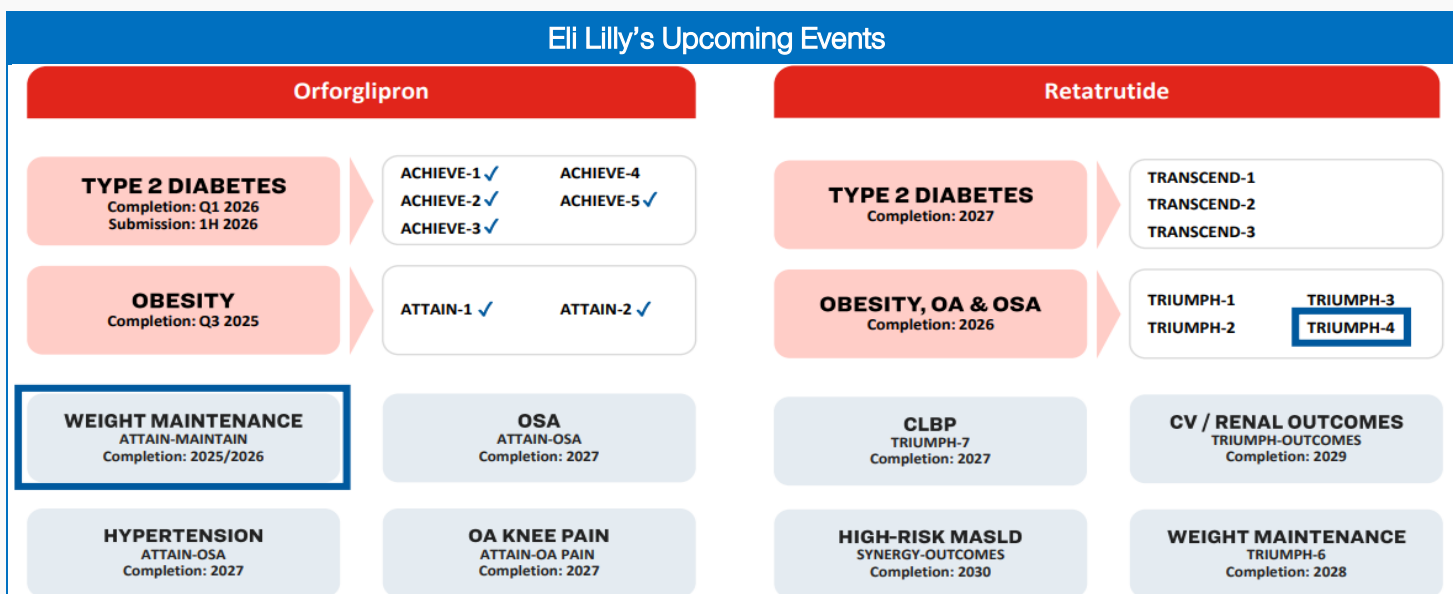 Eli Lilly's Upcoming Events
Orforglipron
TYPE 2 DIABETES
Completion: Q1 2026
Submission: 1H 2026
ACHIEVE-1 ✓ ACHIEVE-4
ACHIEVE-2 ✓ ACHIEVE-5 ✓
ACHIEVE-3 ✓
OBESITY
Completion: Q3 2025
ATTAIN-1 ✓ ATTAIN-2 ✓
WEIGHT MAINTENANCE
ATTAIN-MAINTAIN
Completion: 2025/2026
OSA
ATTAIN-OSA
Completion: 2027
HYPERTENSION
ATTAIN-OSA
Completion: 2027
OA KNEE PAIN
ATTAIN-OA PAIN
Completion: 2027
Retatrutide
TYPE 2 DIABETES
Completion: 2027
TRANSCEND-1
TRANSCEND-2
TRANSCEND-3
OBESITY, OA & OSA
Completion: 2026
TRIUMPH-1 TRIUMPH-3
TRIUMPH-2 TRIUMPH-4
CLBP
TRIUMPH-7
Completion: 2027
CV / RENAL OUTCOMES
TRIUMPH-OUTCOMES
Completion: 2029
HIGH-RISK MASLD
SYNERGY-OUTCOMES
Completion: 2030
WEIGHT MAINTENANCE
TRIUMPH-6
Completion: 2028